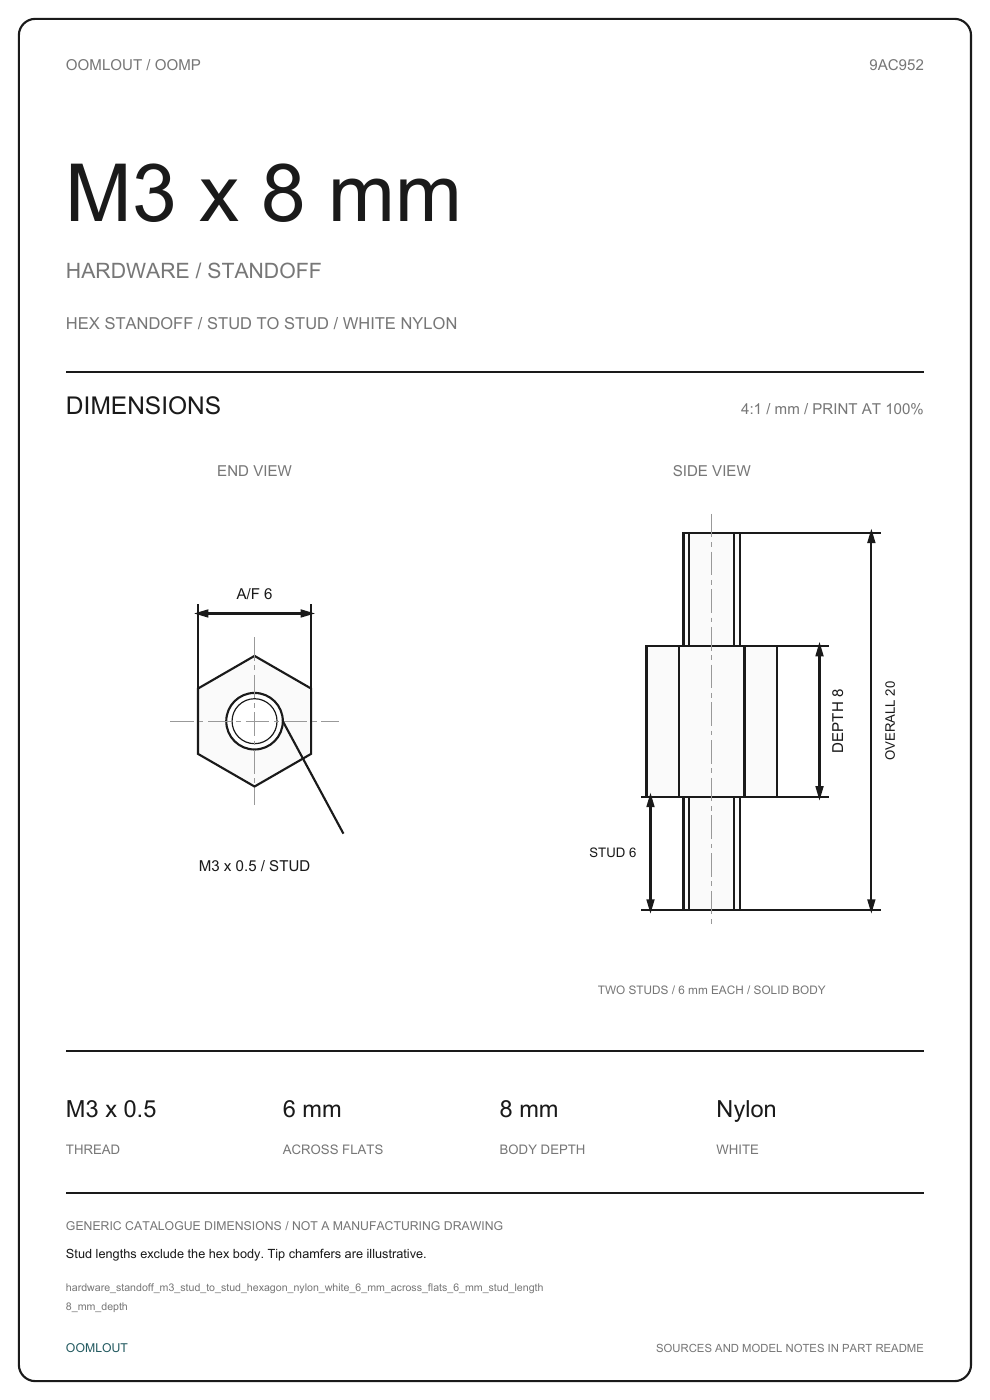 OOMLOUT / OOMP
9AC952
M3 x 8 mm
HARDWARE / STANDOFF
HEX STANDOFF / STUD TO STUD / WHITE NYLON
DIMENSIONS
4:1 / mm / PRINT AT 100%
END VIEW
SIDE VIEW
A/F 6
M3 x 0.5 / STUD
DEPTH 8
OVERALL 20
STUD 6
TWO STUDS / 6 mm EACH / SOLID BODY
M3 x 0.5
THREAD
6 mm
ACROSS FLATS
8 mm
BODY DEPTH
Nylon
WHITE
GENERIC CATALOGUE DIMENSIONS / NOT A MANUFACTURING DRAWING
Stud lengths exclude the hex body. Tip chamfers are illustrative.
hardware_standoff_m3_stud_to_stud_hexagon_nylon_white_6_mm_across_flats_6_mm_stud_length
8_mm_depth
OOMLOUT
SOURCES AND MODEL NOTES IN PART README